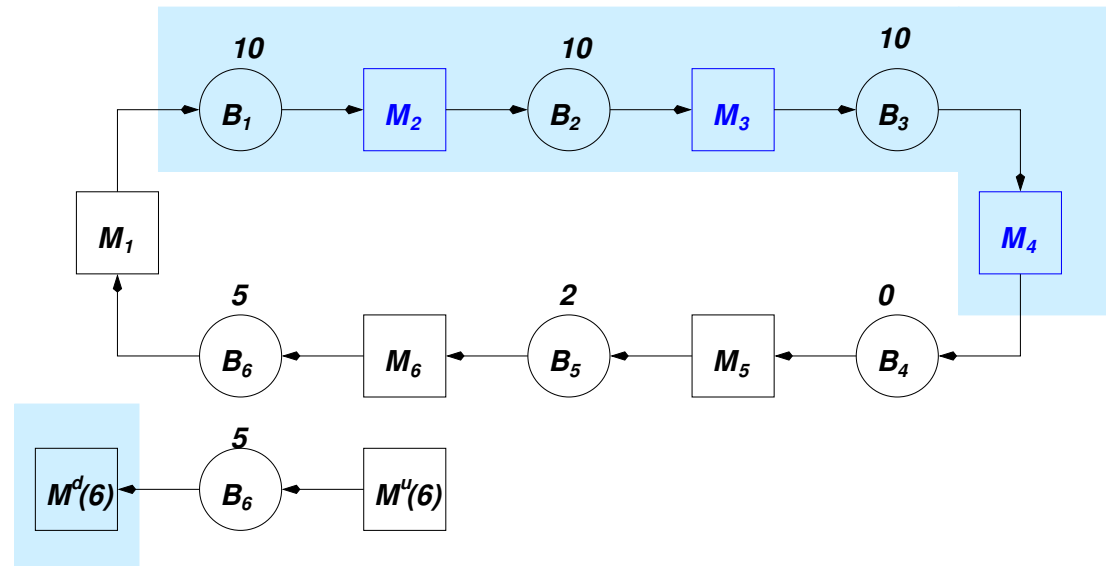 10 10 10
B₁ M₂ B₂ M₃ B₃
M₁ M₄
5 2 0
B₆ M₆ B₅ M₅ B₄
5
Mᵈ(6) B₆ Mᵘ(6)